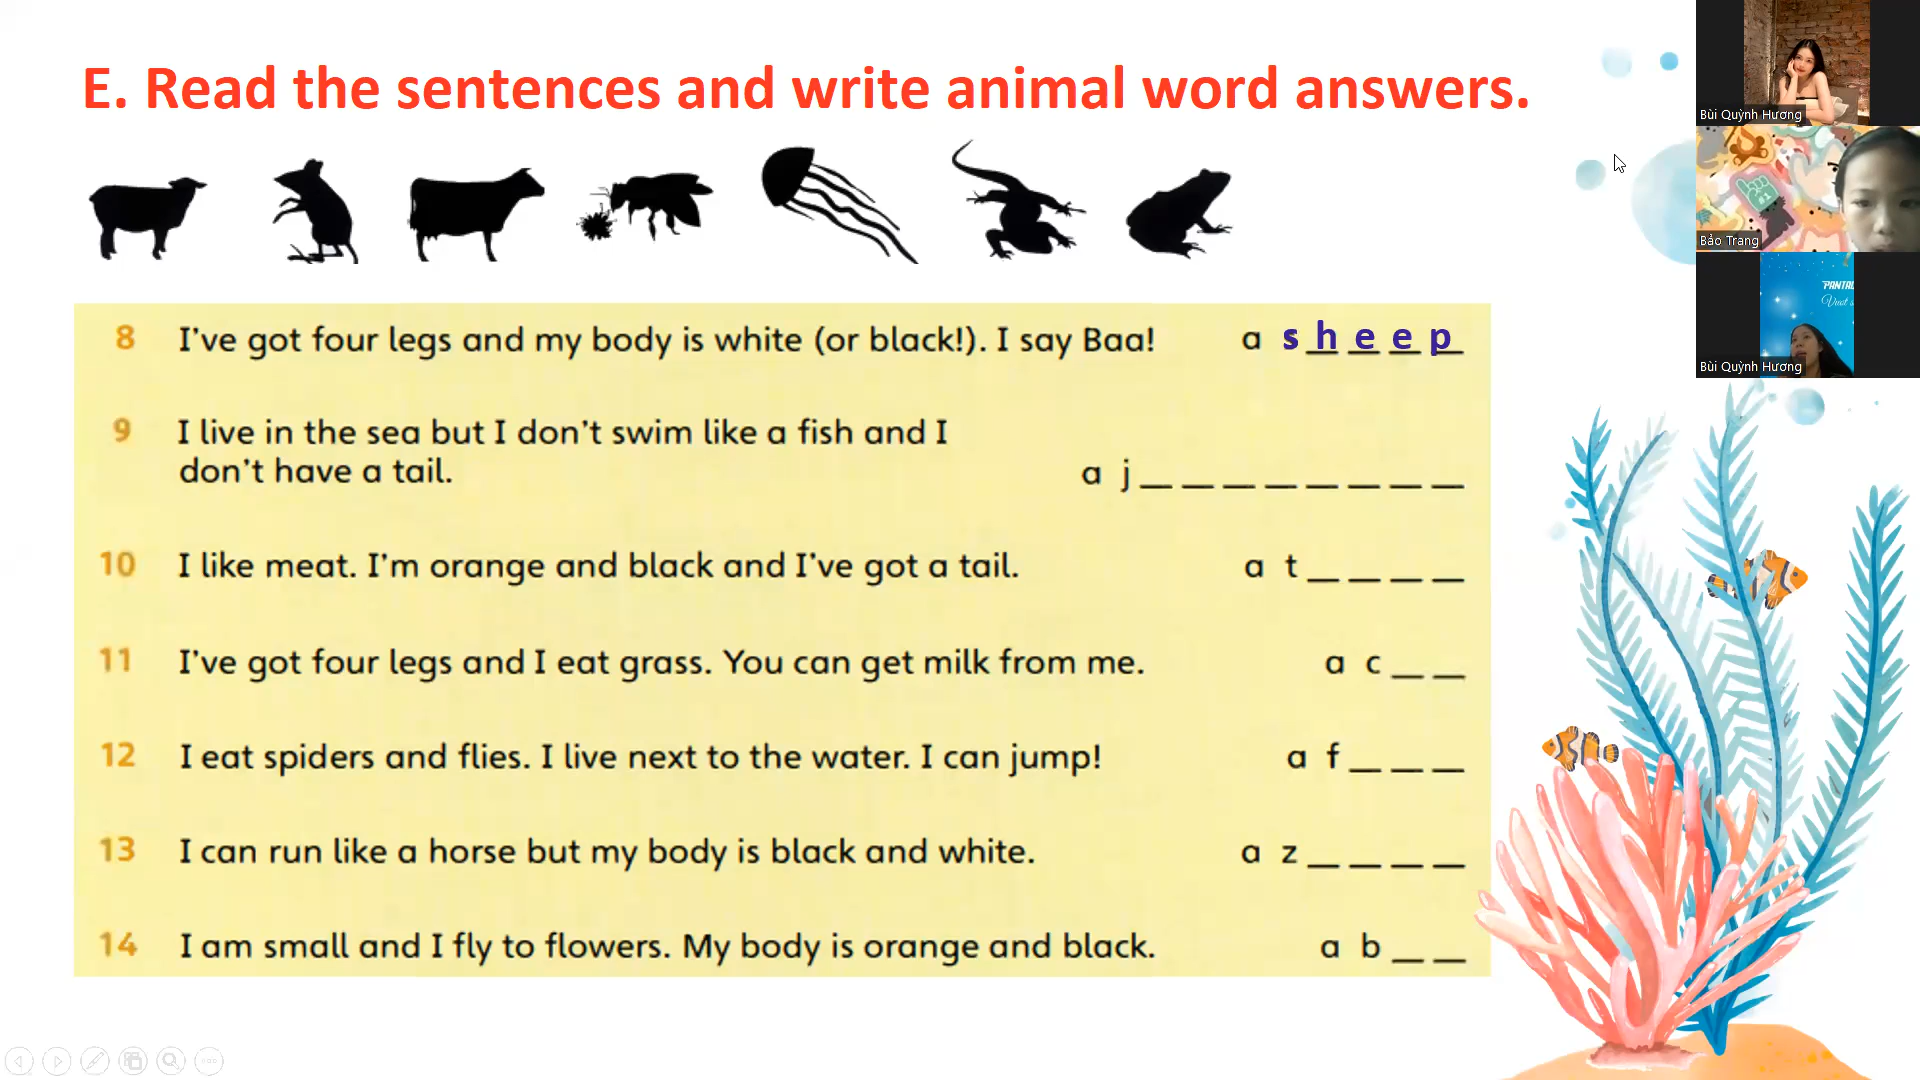 E. Read the sentences and write animal word answers.
8 I've got four legs and my body is white (or black!). I say Baa! a s h e e p
9 I live in the sea but I don't swim like a fish and I
don't have a tail. a j _ _ _ _ _ _ _ _
10 I like meat. I'm orange and black and I've got a tail. a t _ _ _ _
11 I've got four legs and I eat grass. You can get milk from me. a c _ _
12 I eat spiders and flies. I live next to the water. I can jump! a f _ _ _
13 I can run like a horse but my body is black and white. a z _ _ _ _
14 I am small and I fly to flowers. My body is orange and black. a b _ _
Bùi Quỳnh Hương
#1
Bảo Trang
Bùi Quỳnh Hương